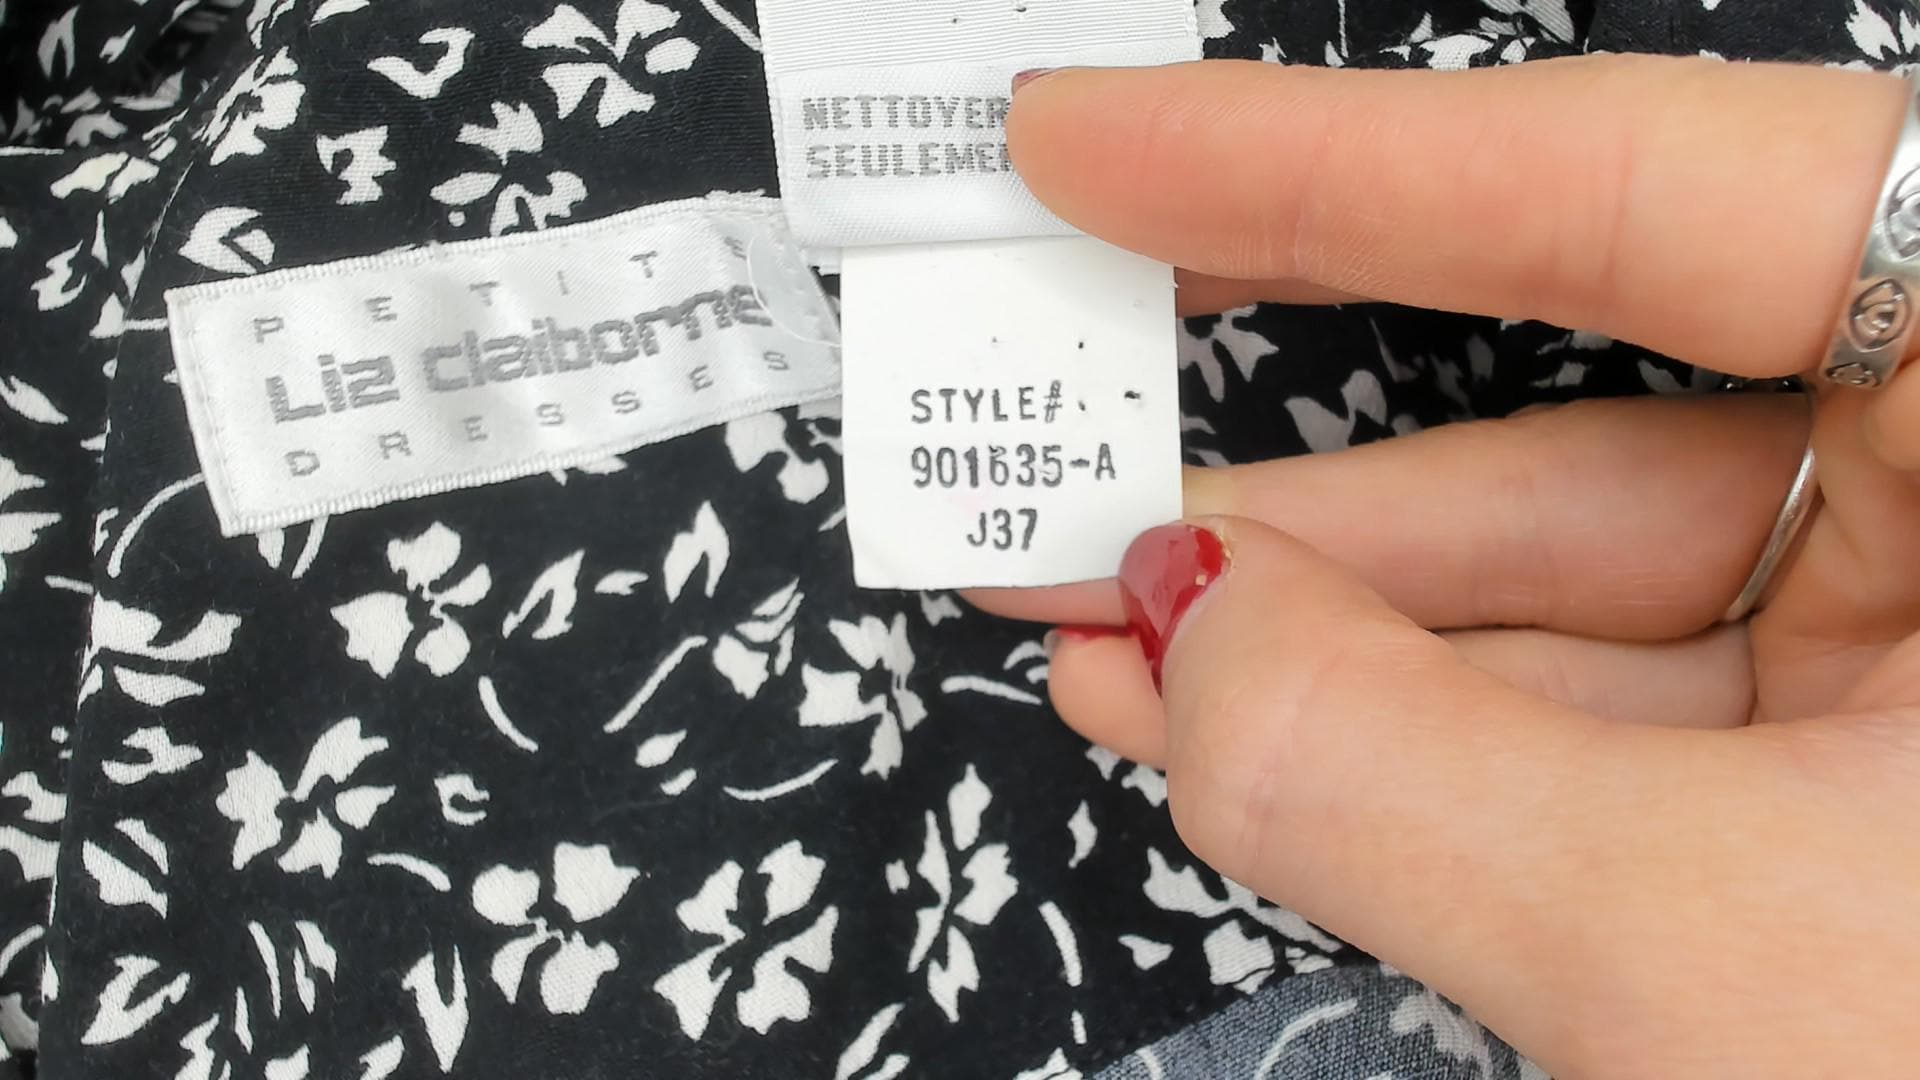 PETITE
Liz claiborne
DRESSES
NETTOYER
SEULEME
STYLE#
901635-A
J37